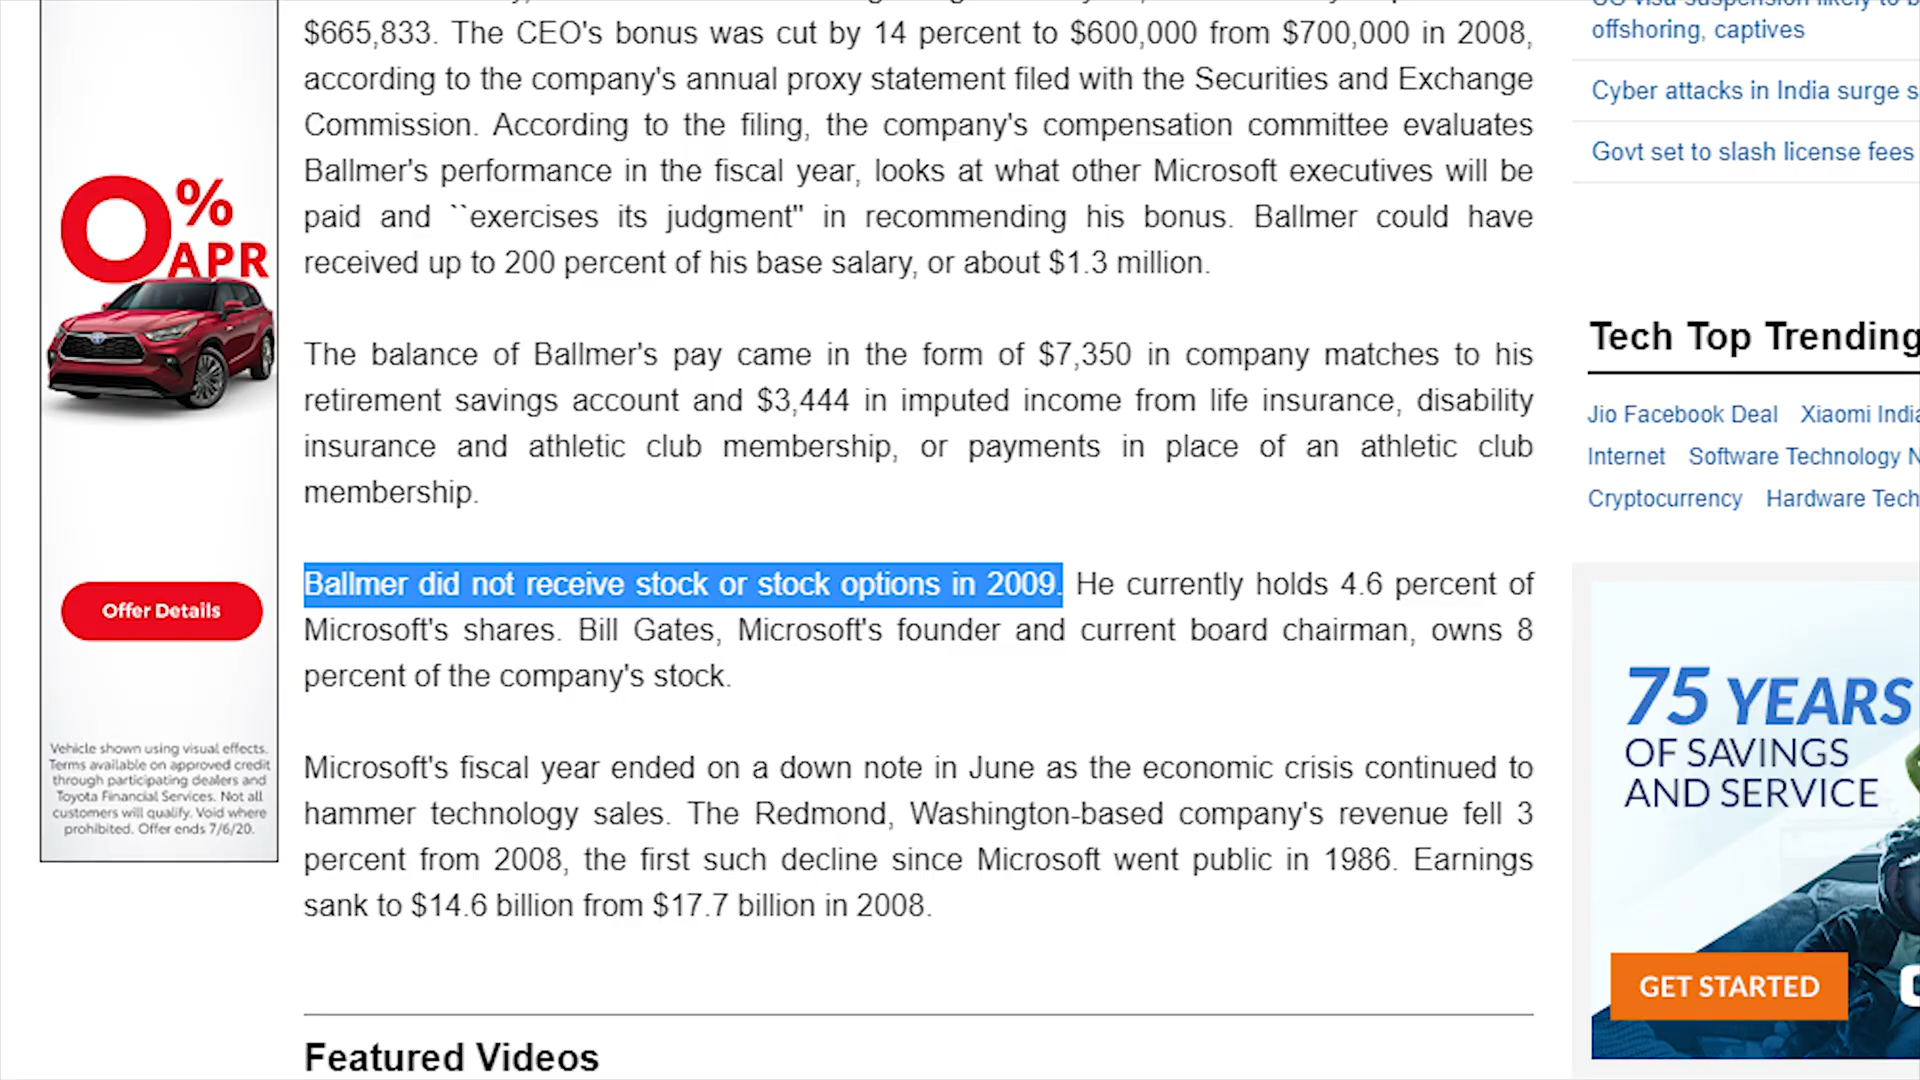 $665,833. The CEO's bonus was cut by 14 percent to $600,000 from $700,000 in 2008,
according to the company's annual proxy statement filed with the Securities and Exchange
Commission. According to the filing, the company's compensation committee evaluates
Ballmer's performance in the fiscal year, looks at what other Microsoft executives will be
paid and ``exercises its judgment'' in recommending his bonus. Ballmer could have
received up to 200 percent of his base salary, or about $1.3 million.
The balance of Ballmer's pay came in the form of $7,350 in company matches to his
retirement savings account and $3,444 in imputed income from life insurance, disability
insurance and athletic club membership, or payments in place of an athletic club
membership.
Ballmer did not receive stock or stock options in 2009. He currently holds 4.6 percent of
Microsoft's shares. Bill Gates, Microsoft's founder and current board chairman, owns 8
percent of the company's stock.
Microsoft's fiscal year ended on a down note in June as the economic crisis continued to
hammer technology sales. The Redmond, Washington-based company's revenue fell 3
percent from 2008, the first such decline since Microsoft went public in 1986. Earnings
sank to $14.6 billion from $17.7 billion in 2008.
Featured Videos
0%
APR
Offer Details
Vehicle shown using visual effects.
Terms available on approved credit
through participating dealers and
Toyota Financial Services. Not all
customers will qualify. Void where
prohibited. Offer ends 7/6/20.
offshoring, captives
Cyber attacks in India surge s
Govt set to slash license fees
Tech Top Trending
Jio Facebook Deal Xiaomi India
Internet Software Technology N
Cryptocurrency Hardware Tech
75 YEARS
OF SAVINGS
AND SERVICE
GET STARTED